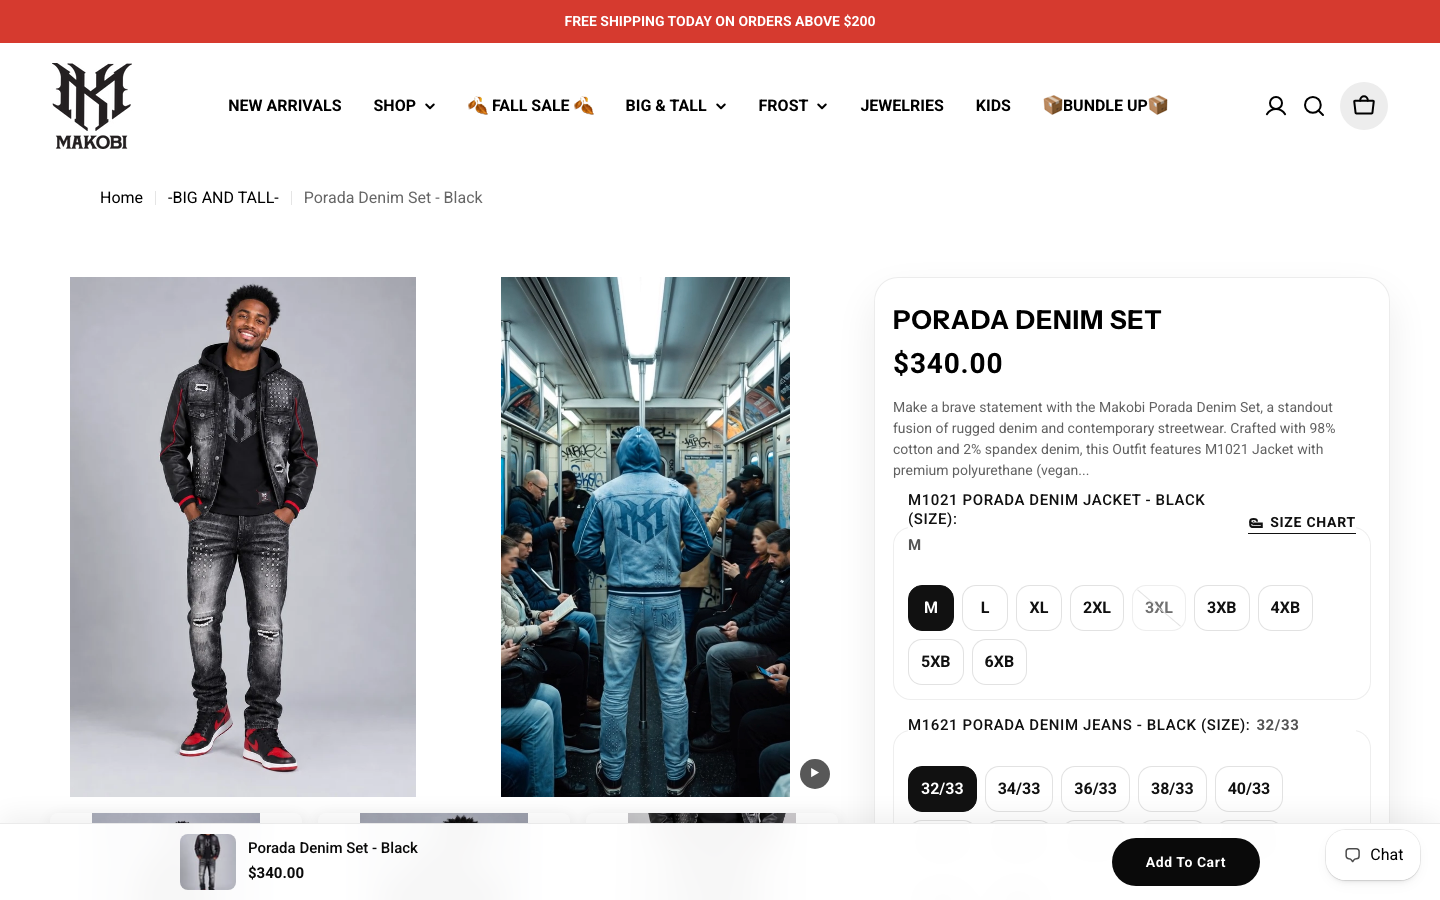 FREE SHIPPING TODAY ON ORDERS ABOVE $200
MAKOBI
NEW ARRIVALS
SHOP
FALL SALE
BIG & TALL
FROST
JEWELRIES
KIDS
BUNDLE UP
Home
-BIG AND TALL-
Porada Denim Set - Black
PORADA DENIM SET
$340.00
Make a brave statement with the Makobi Porada Denim Set, a standout
fusion of rugged denim and contemporary streetwear. Crafted with 98%
cotton and 2% spandex denim, this Outfit features M1021 Jacket with
premium polyurethane (vegan...
M1021 PORADA DENIM JACKET - BLACK
(SIZE):
SIZE CHART
M
M
L
XL
2XL
3XL
3XB
4XB
5XB
6XB
M1621 PORADA DENIM JEANS - BLACK (SIZE): 32/33
32/33
34/33
36/33
38/33
40/33
Porada Denim Set - Black
$340.00
Add To Cart
Chat